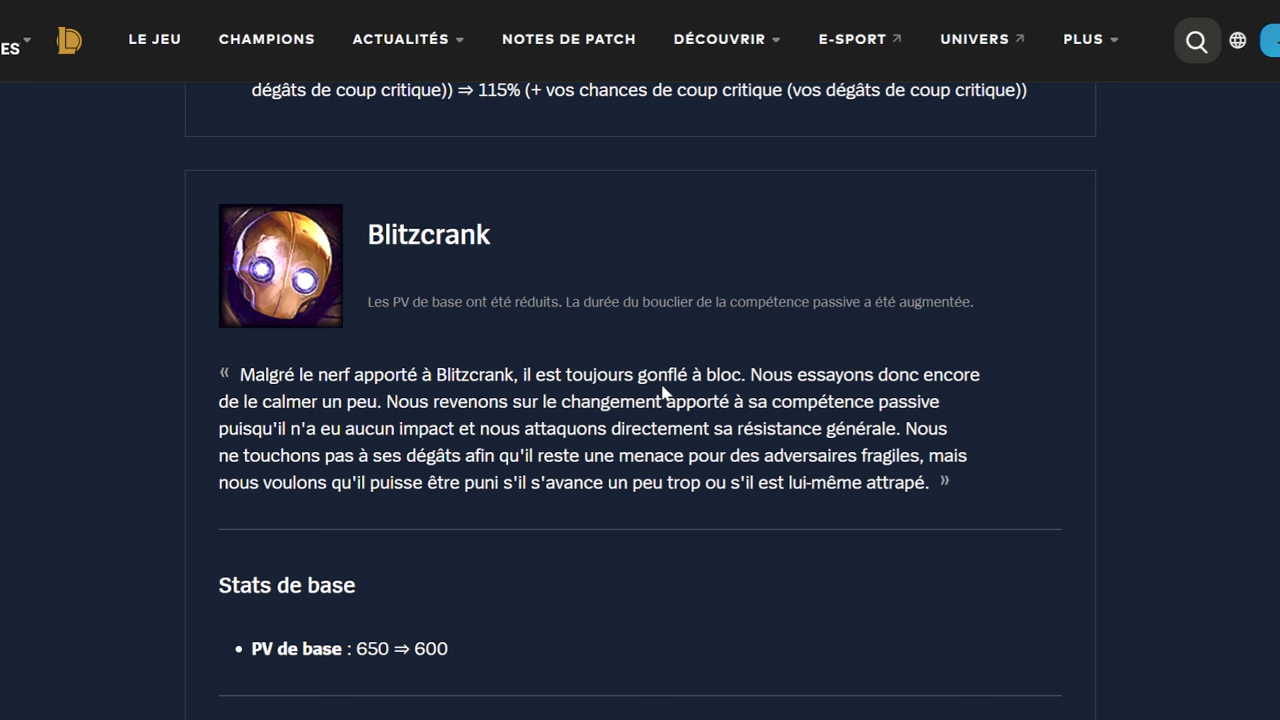 ES
LE JEU CHAMPIONS ACTUALITÉS NOTES DE PATCH DÉCOUVRIR E-SPORT UNIVERS PLUS
dégâts de coup critique)) ⇒ 115% (+ vos chances de coup critique (vos dégâts de coup critique))
Blitzcrank
Les PV de base ont été réduits. La durée du bouclier de la compétence passive a été augmentée.
« Malgré le nerf apporté à Blitzcrank, il est toujours gonflé à bloc. Nous essayons donc encore
de le calmer un peu. Nous revenons sur le changement apporté à sa compétence passive
puisqu'il n'a eu aucun impact et nous attaquons directement sa résistance générale. Nous
ne touchons pas à ses dégâts afin qu'il reste une menace pour des adversaires fragiles, mais
nous voulons qu'il puisse être puni s'il s'avance un peu trop ou s'il est lui-même attrapé. »
Stats de base
• PV de base : 650 ⇒ 600